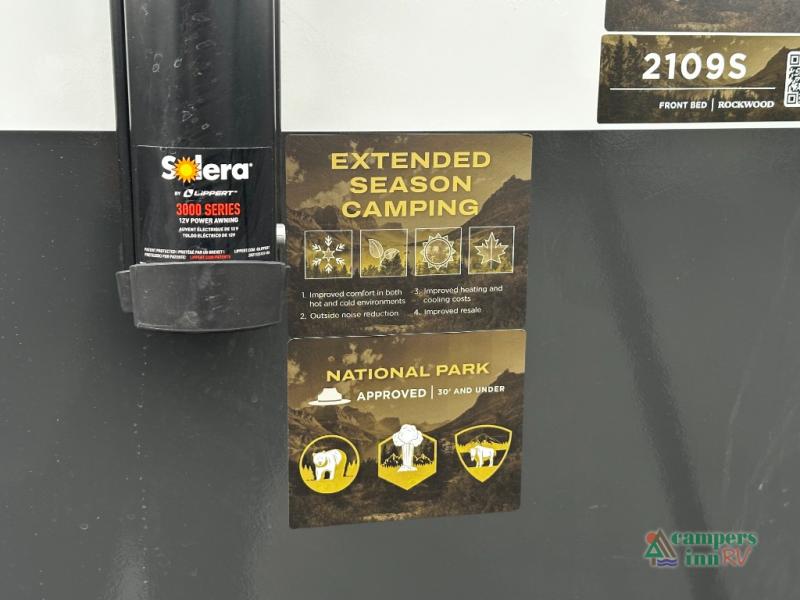 2109S
FRONT BED | ROCKWOOD
Solera
BY LIPPERT
3000 SERIES
12V POWER AWNING
AUVENT ÉLECTRIQUE DE 12 V
TOLDO ELÉCTRICO DE 12V
EXTENDED
SEASON
CAMPING
1. Improved comfort in both
hot and cold environments
2. Outside noise reduction
3. Improved heating and
cooling costs
4. Improved resale
NATIONAL PARK
APPROVED | 30' AND UNDER
campers
inn RV